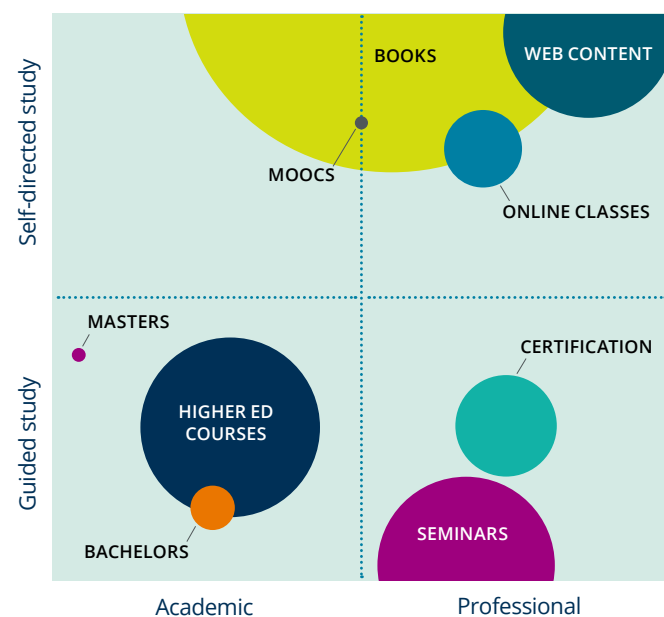 BOOKS
WEB CONTENT
MOOCS
ONLINE CLASSES
Self-directed study
MASTERS
CERTIFICATION
HIGHER ED
COURSES
Guided study
SEMINARS
BACHELORS
Academic
Professional